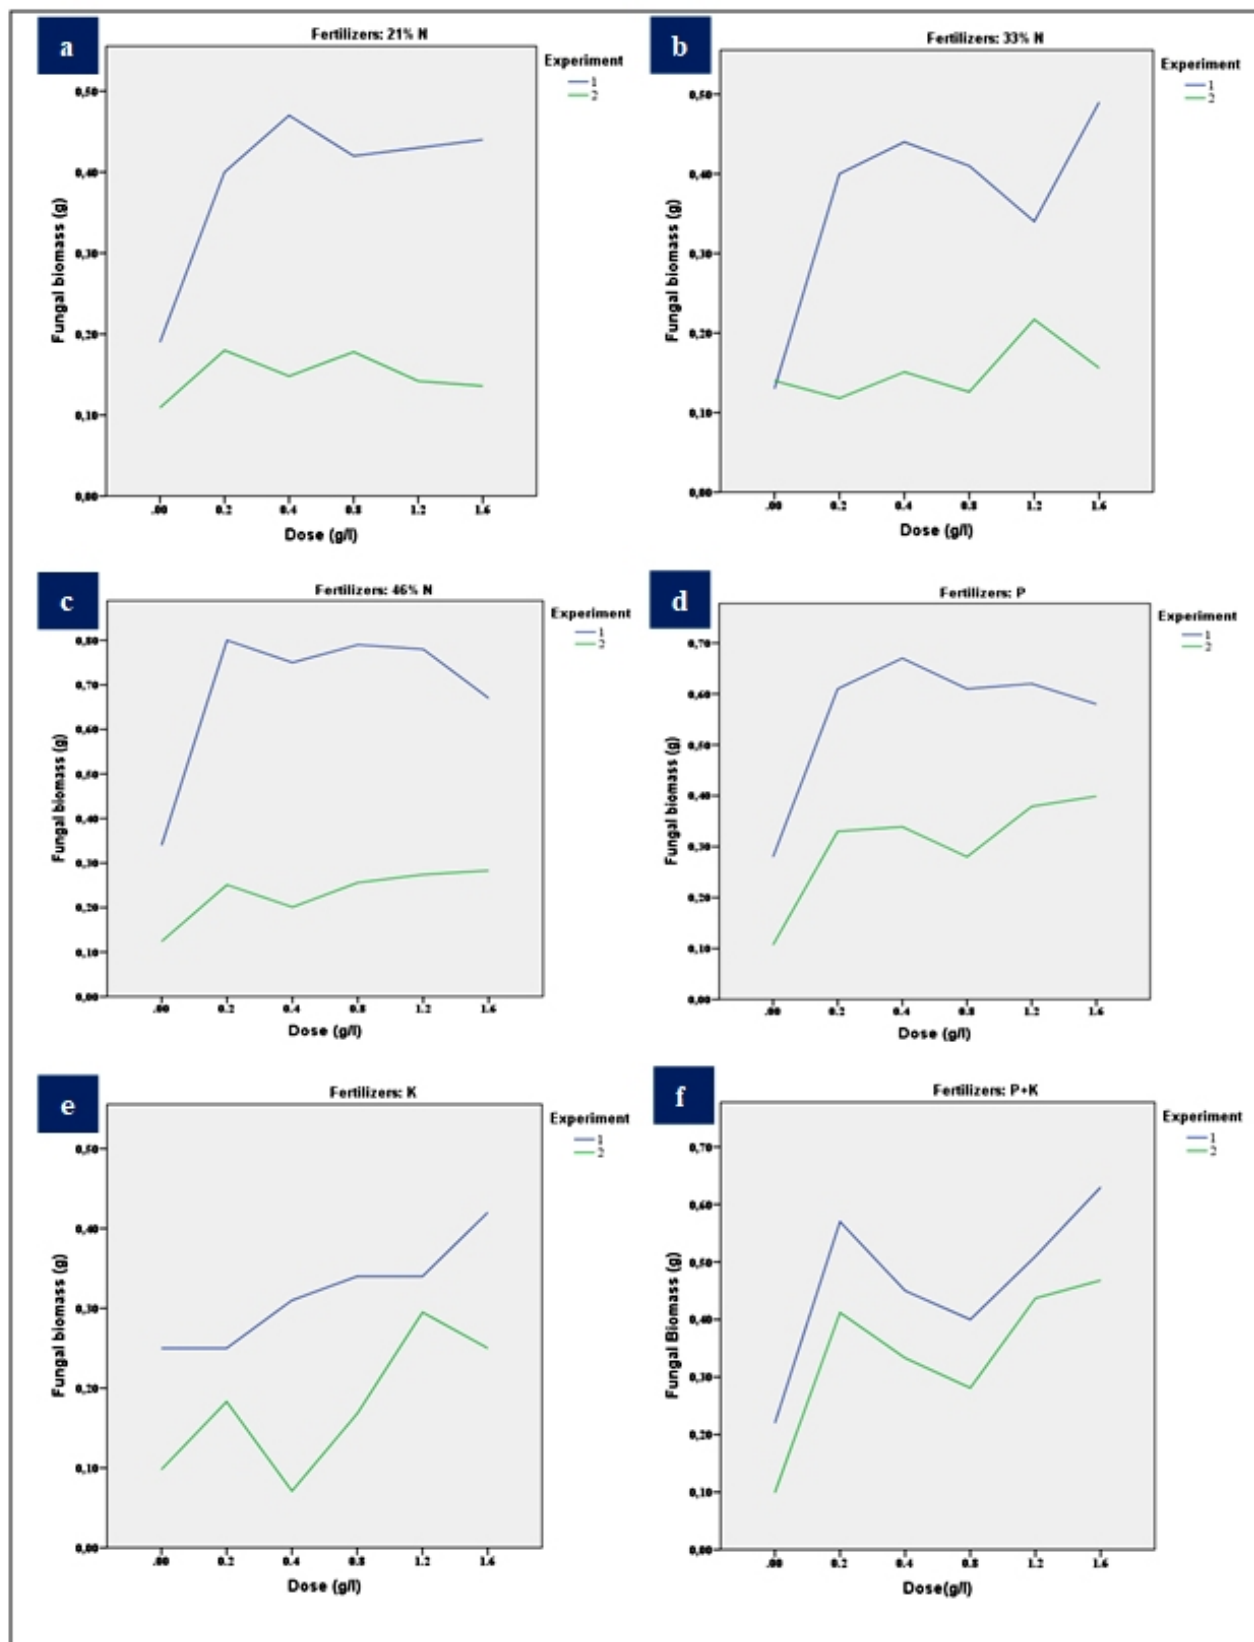 a
Fertilizers: 21% N
Experiment
1
2
0,50
0,40
0,30
0,20
0,10
0,00
Fungal biomass (g)
.00 0.2 0.4 0.8 1.2 1.6
Dose (g/l)
b
Fertilizers: 33% N
Experiment
1
2
0,50
0,40
0,30
0,20
0,10
0,00
Fungal biomass (g)
.00 0.2 0.4 0.8 1.2 1.6
Dose (g/l)
c
Fertilizers: 46% N
Experiment
1
2
0,80
0,70
0,60
0,50
0,40
0,30
0,20
0,10
0,00
Fungal biomass (g)
.00 0.2 0.4 0.8 1.2 1.6
Dose (g/l)
d
Fertilizers: P
Experiment
1
2
0,70
0,60
0,50
0,40
0,30
0,20
0,10
0,00
Fungal biomass (g)
.00 0.2 0.4 0.8 1.2 1.6
Dose (g/l)
e
Fertilizers: K
Experiment
1
2
0,50
0,40
0,30
0,20
0,10
0,00
Fungal biomass (g)
.00 0.2 0.4 0.8 1.2 1.6
Dose (g/l)
f
Fertilizers: P+K
Experiment
1
2
0,70
0,60
0,50
0,40
0,30
0,20
0,10
0,00
Fungal Biomass (g)
.00 0.2 0.4 0.8 1.2 1.6
Dose(g/l)